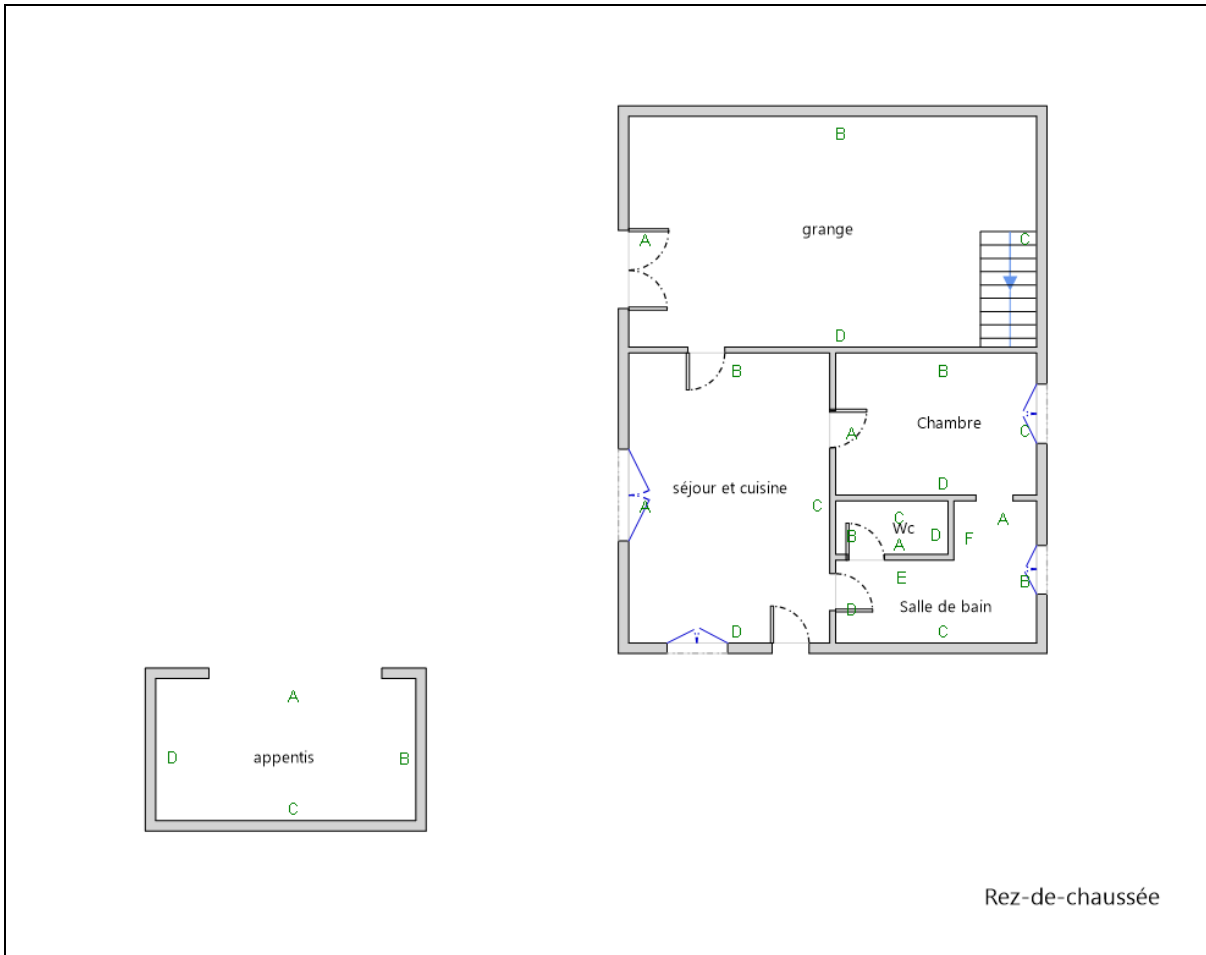 B
grange
A
C
D
B
B
A
Chambre
C
D
séjour et cuisine
A
C
C
Wc
B
A
D
A
F
E
B
D
Salle de bain
D
C
A
D
appentis
B
C
Rez-de-chaussée